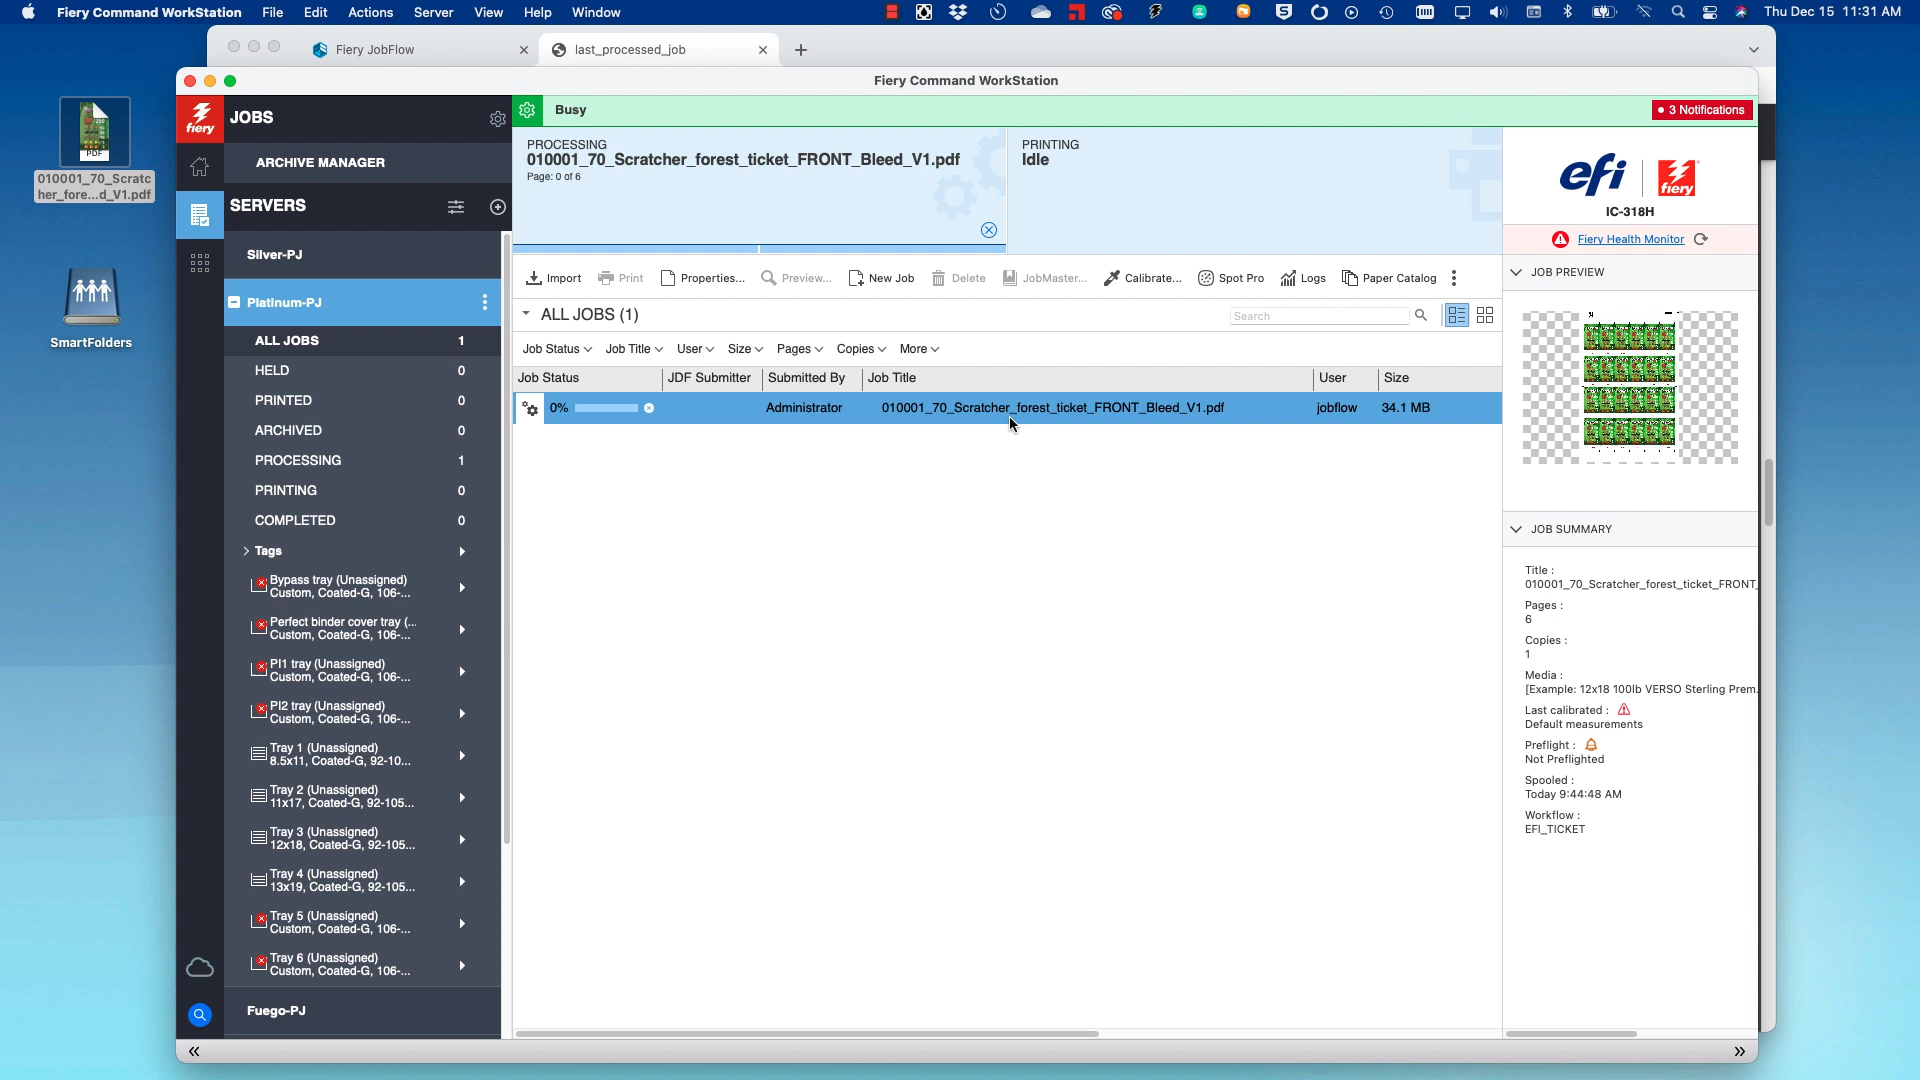 Fiery Command WorkStation File Edit Actions Server View Help Window Thu Dec 15 11:31 AM
Fiery JobFlow last_processed_job
Fiery Command WorkStation
PDF
010001_70_Scratc
her_fore...d_V1.pdf
SmartFolders
fiery
JOBS
ARCHIVE MANAGER
SERVERS
Silver-PJ
Platinum-PJ
ALL JOBS 1
HELD 0
PRINTED 0
ARCHIVED 0
PROCESSING 1
PRINTING 0
COMPLETED 0
Tags
Bypass tray (Unassigned)
Custom, Coated-G, 106-...
Perfect binder cover tray (...
Custom, Coated-G, 106-...
PI1 tray (Unassigned)
Custom, Coated-G, 106-...
PI2 tray (Unassigned)
Custom, Coated-G, 106-...
Tray 1 (Unassigned)
8.5x11, Coated-G, 92-10...
Tray 2 (Unassigned)
11x17, Coated-G, 92-105...
Tray 3 (Unassigned)
12x18, Coated-G, 92-105...
Tray 4 (Unassigned)
13x19, Coated-G, 92-105...
Tray 5 (Unassigned)
Custom, Coated-G, 106-...
Tray 6 (Unassigned)
Custom, Coated-G, 106-...
Fuego-PJ
Busy
3 Notifications
PROCESSING
010001_70_Scratcher_forest_ticket_FRONT_Bleed_V1.pdf
Page: 0 of 6
PRINTING
Idle
Import Print Properties... Preview... New Job Delete JobMaster... Calibrate... Spot Pro Logs Paper Catalog
ALL JOBS (1)
Search
Job Status Job Title User Size Pages Copies More
Job Status JDF Submitter Submitted By Job Title User Size
0% Administrator 010001_70_Scratcher_forest_ticket_FRONT_Bleed_V1.pdf jobflow 34.1 MB
efi fiery
IC-318H
Fiery Health Monitor
JOB PREVIEW
JOB SUMMARY
Title :
010001_70_Scratcher_forest_ticket_FRONT_
Pages :
6
Copies :
1
Media :
[Example: 12x18 100lb VERSO Sterling Prem.
Last calibrated :
Default measurements
Preflight :
Not Preflighted
Spooled :
Today 9:44:48 AM
Workflow :
EFI_TICKET